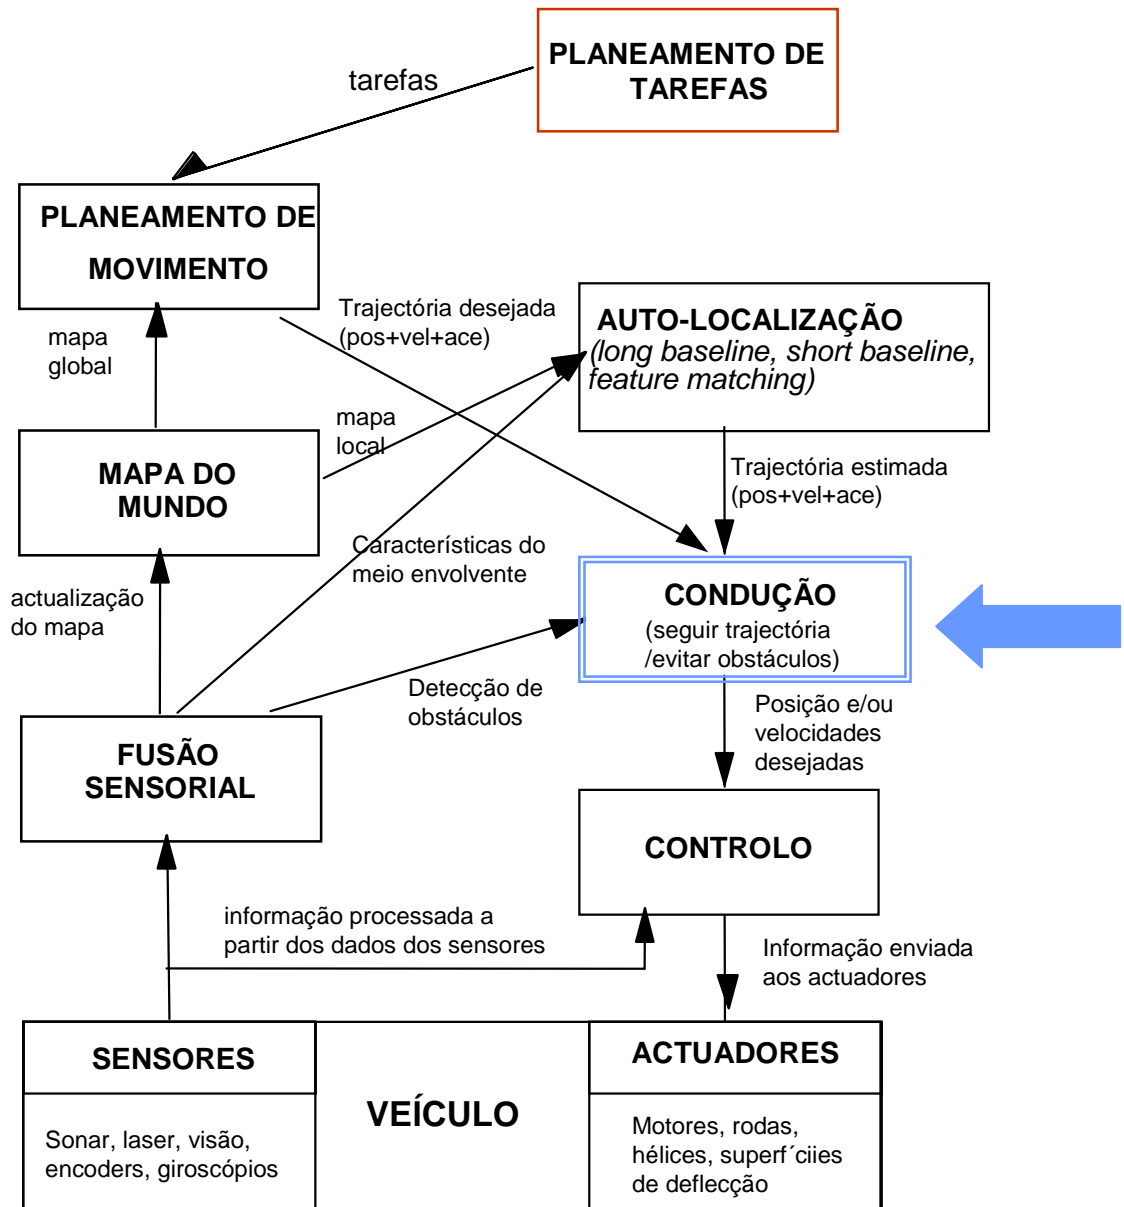 PLANEAMENTO DE
TAREFAS
tarefas
PLANEAMENTO DE
MOVIMENTO
Trajectória desejada
(pos+vel+ace)
mapa
global
AUTO-LOCALIZAÇÃO
(long baseline, short baseline,
feature matching)
mapa
local
MAPA DO
MUNDO
Trajectória estimada
(pos+vel+ace)
Características do
meio envolvente
actualização
do mapa
CONDUÇÃO
(seguir trajectória
/evitar obstáculos)
Detecção de
obstáculos
Posição e/ou
velocidades
desejadas
FUSÃO
SENSORIAL
CONTROLO
informação processada a
partir dos dados dos sensores
Informação enviada
aos actuadores
SENSORES
Sonar, laser, visão,
encoders, giroscópios
VEÍCULO
ACTUADORES
Motores, rodas,
hélices, superf´ciies
de deflecção